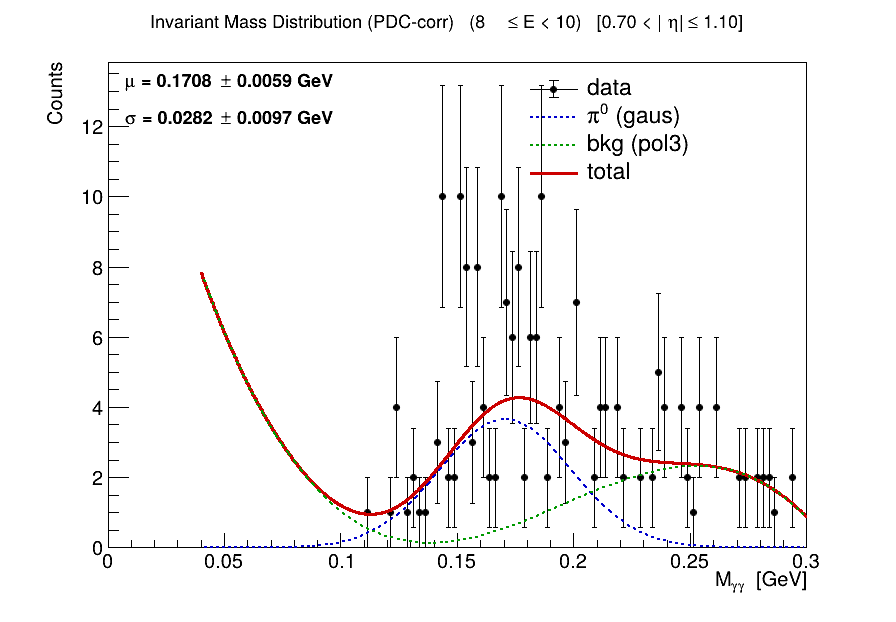 Invariant Mass Distribution (PDC-corr) (8 ≤ E < 10) [0.70 < | η| ≤ 1.10]
Counts
μ = 0.1708 ± 0.0059 GeV
σ = 0.0282 ± 0.0097 GeV
data
π⁰ (gaus)
bkg (pol3)
total
12
10
8
6
4
2
0
0 0.05 0.1 0.15 0.2 0.25 0.3
M_γγ [GeV]